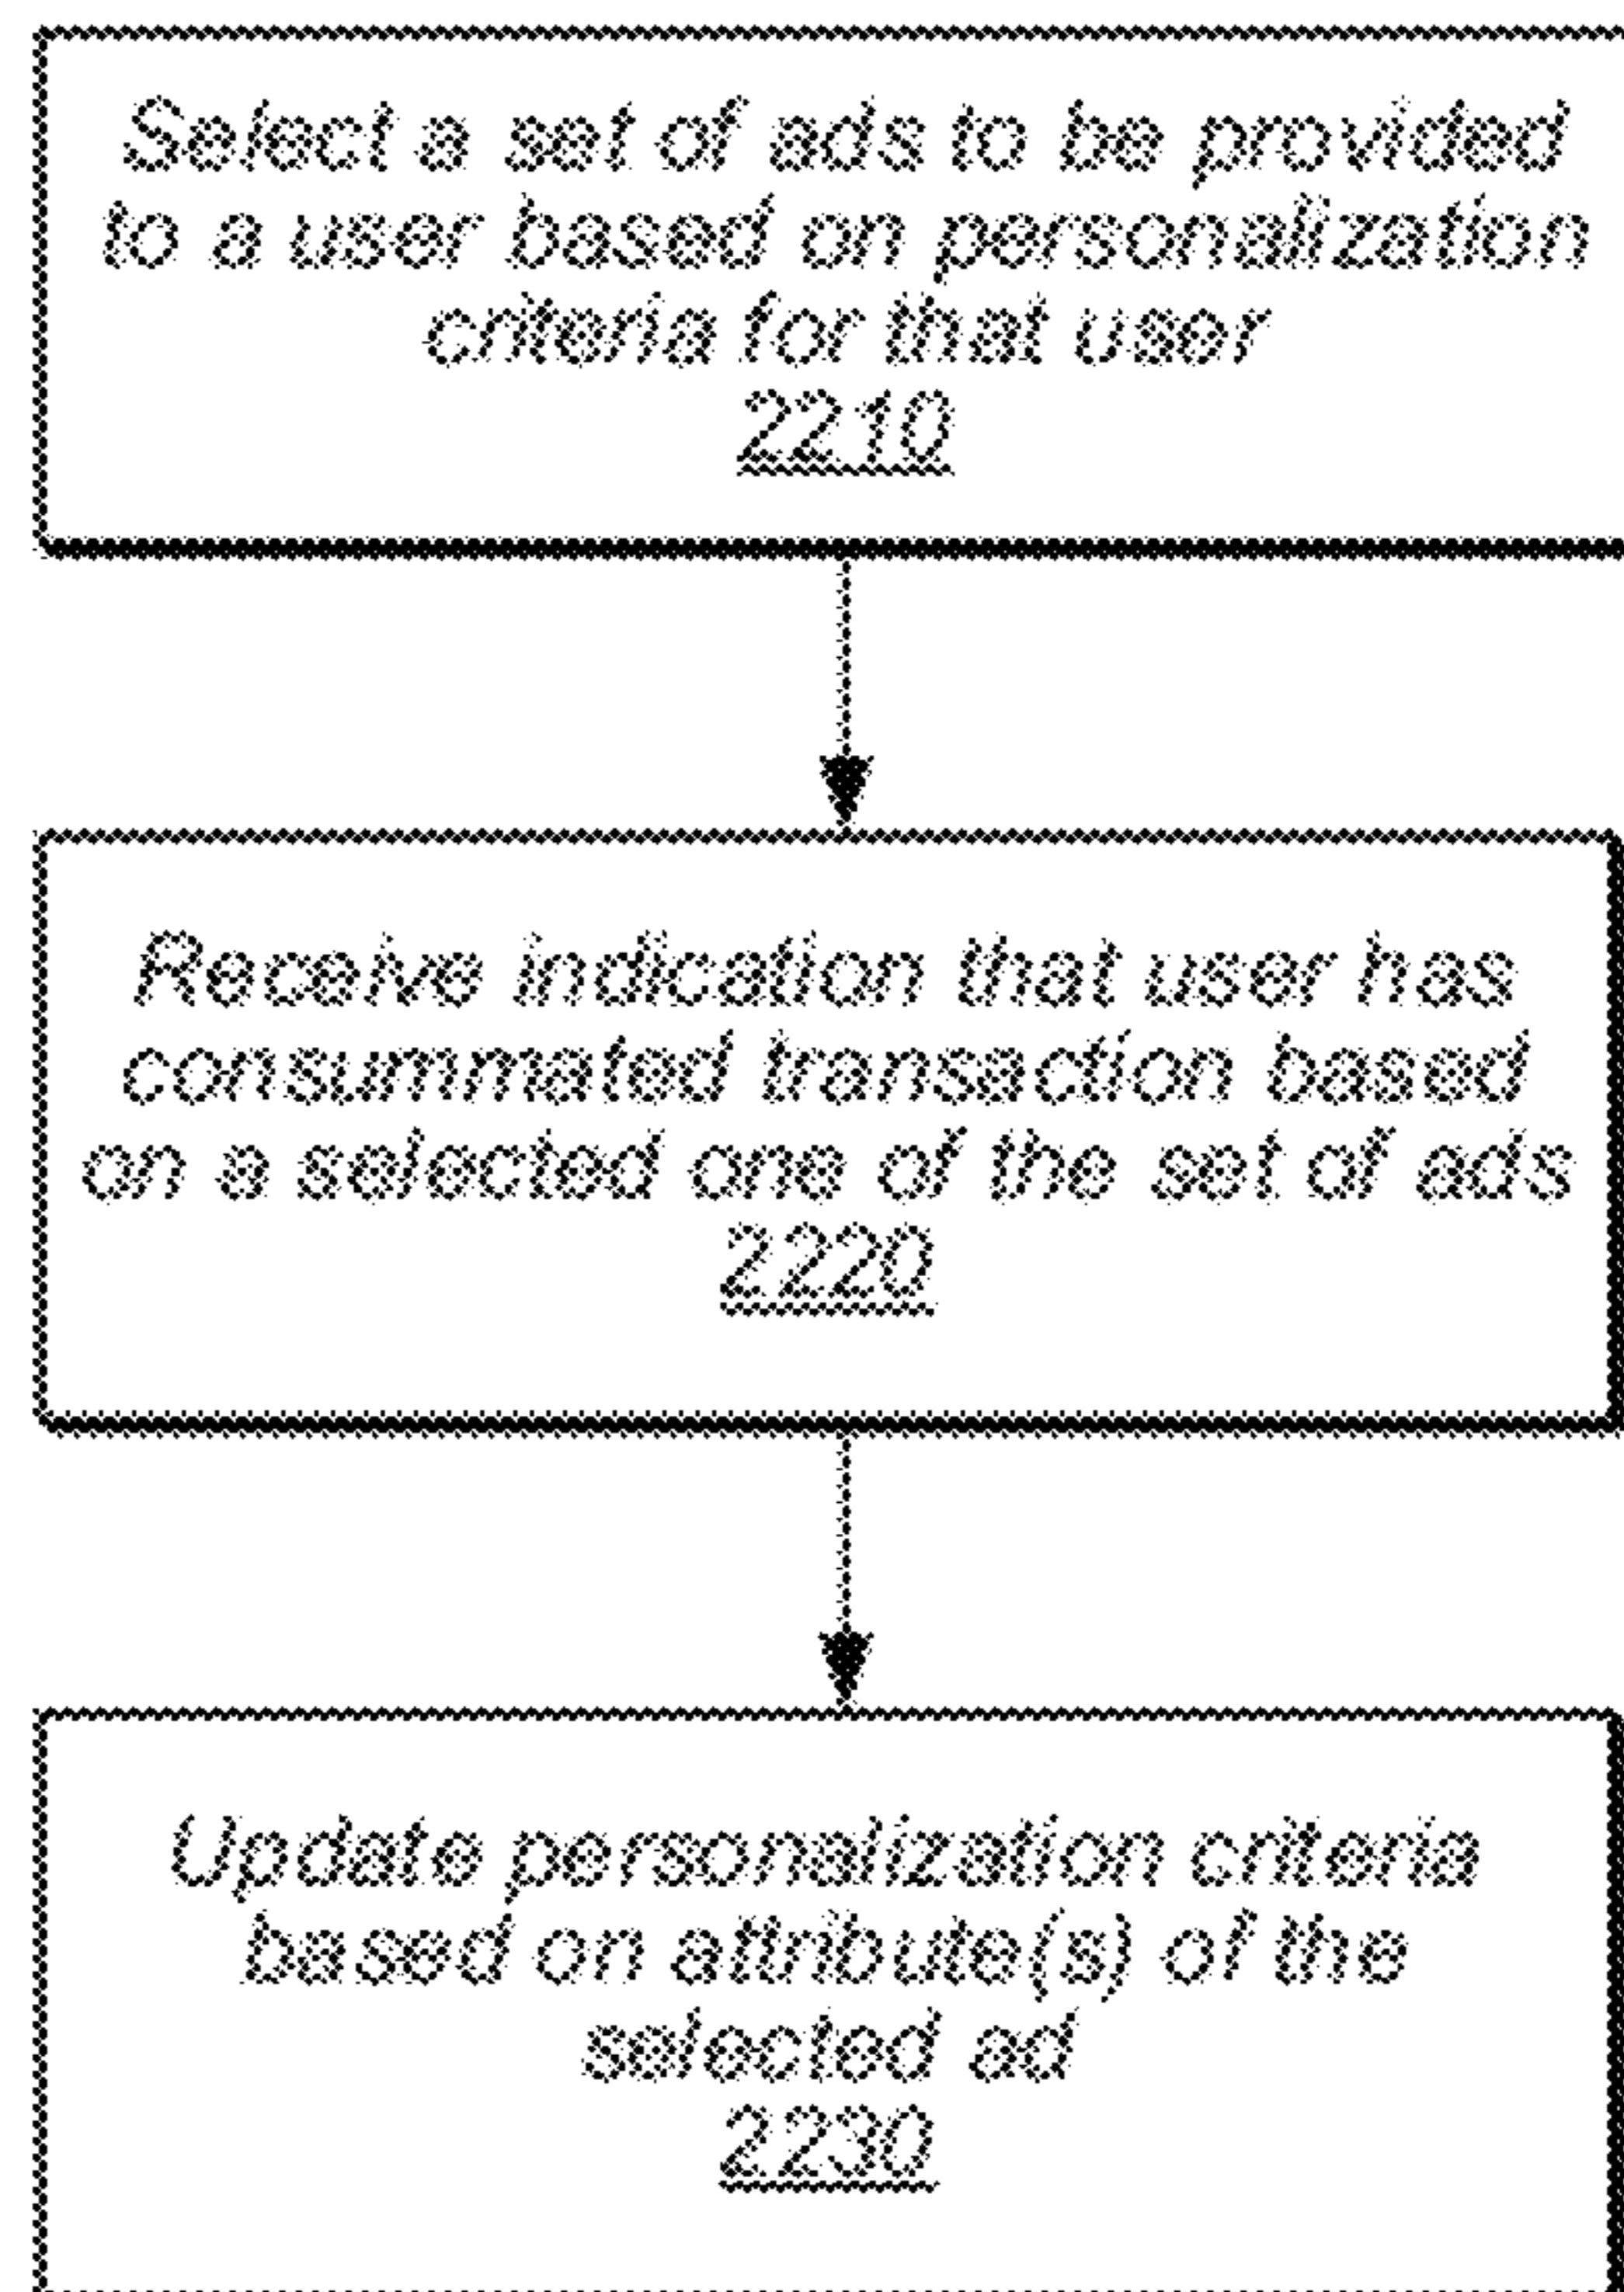 Select a set of ads to be provided
to a user based on personalization
criteria for that user
2210
Receive indication that user has
consummated transaction based
on a selected one of the set of ads
2220
Update personalization criteria
based on attribute(s) of the
selected ad
2230